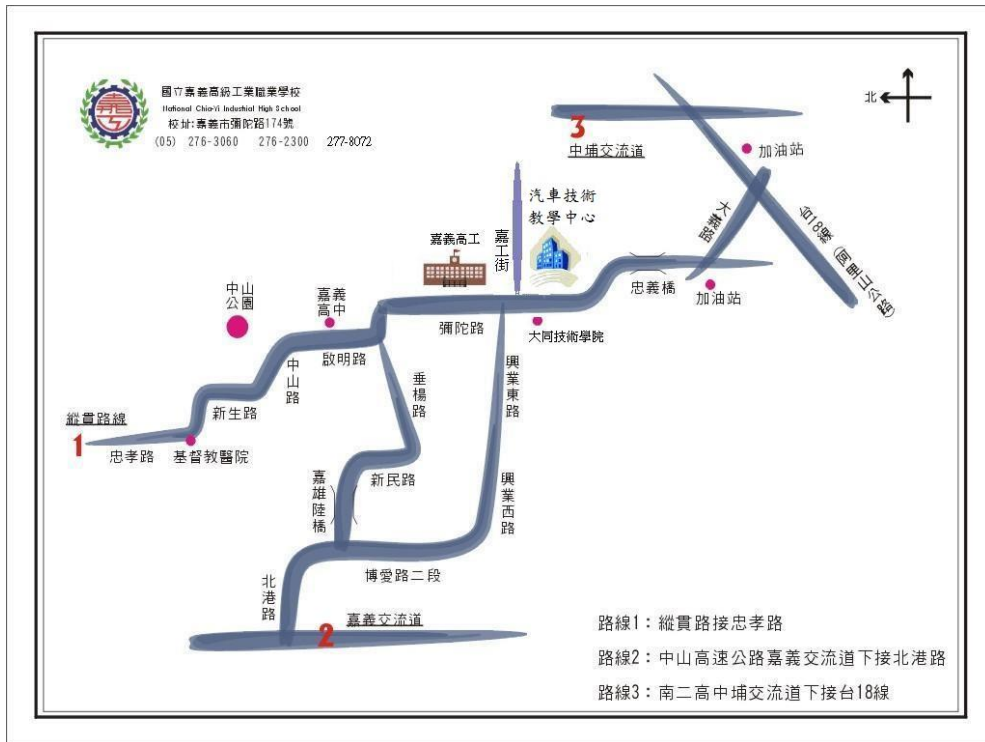 國立嘉義高級工業職業學校
National Chia-Yi Industrial High School
校址:嘉義市彌陀路174號
(05) 276-3060 276-2300 277-8072
北
3
中埔交流道
加油站
汽車技術
教學中心
大義路
台18線(阿里山公路)
嘉義高工
嘉工街
忠義橋
加油站
中山
公園
嘉義
高中
彌陀路
大同技術學院
啟明路
中山路
垂楊路
興業東路
新生路
縱貫路線
1
忠孝路
基督教醫院
新民路
嘉雄陸橋
興業西路
博愛路二段
北港路
嘉義交流道
2
路線1:縱貫路接忠孝路
路線2:中山高速公路嘉義交流道下接北港路
路線3:南二高中埔交流道下接台18線